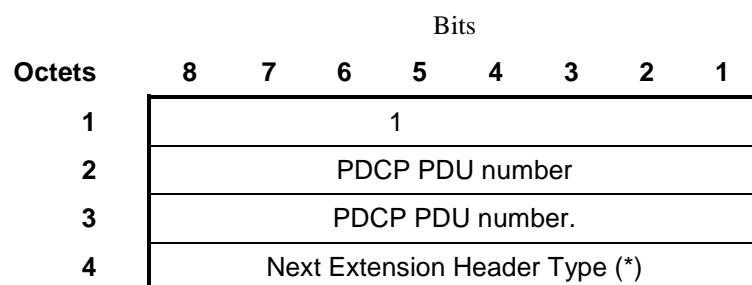 Bits
Octets 8 7 6 5 4 3 2 1
1 1
2 PDCP PDU number
3 PDCP PDU number.
4 Next Extension Header Type (*)